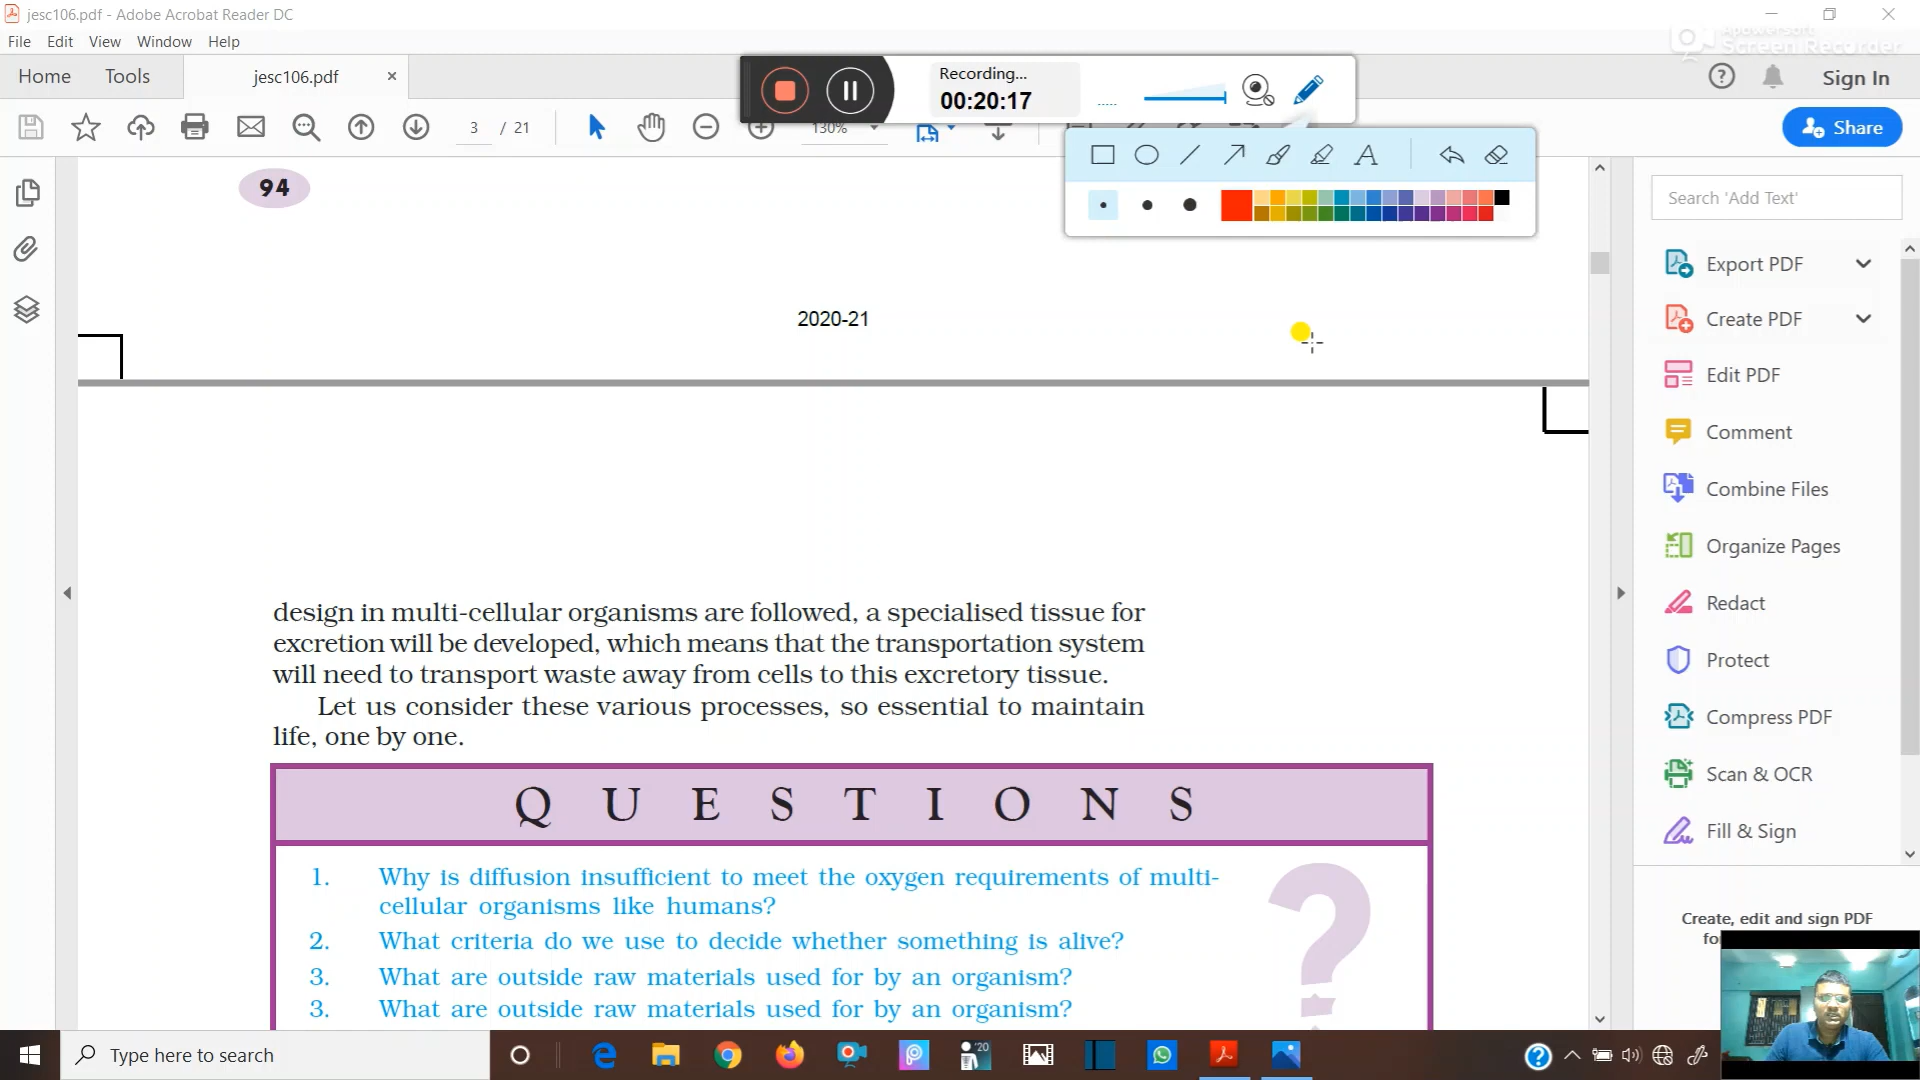 jesc106.pdf - Adobe Acrobat Reader DC
File Edit View Window Help
Apowersoft
Screen Recorder
Home Tools jesc106.pdf ×
Recording...
00:20:17
Sign In
3 / 21
130%
Share
94
A
Search 'Add Text'
Export PDF
2020-21
Create PDF
Edit PDF
Comment
Combine Files
Organize Pages
Redact
Protect
Compress PDF
Scan & OCR
Fill & Sign
design in multi-cellular organisms are followed, a specialised tissue for
excretion will be developed, which means that the transportation system
will need to transport waste away from cells to this excretory tissue.
Let us consider these various processes, so essential to maintain
life, one by one.
QUESTIONS
1. Why is diffusion insufficient to meet the oxygen requirements of multi-
cellular organisms like humans?
2. What criteria do we use to decide whether something is alive?
3. What are outside raw materials used for by an organism?
3. What are outside raw materials used for by an organism?
?
Create, edit and sign PDF
fo
Type here to search
'20